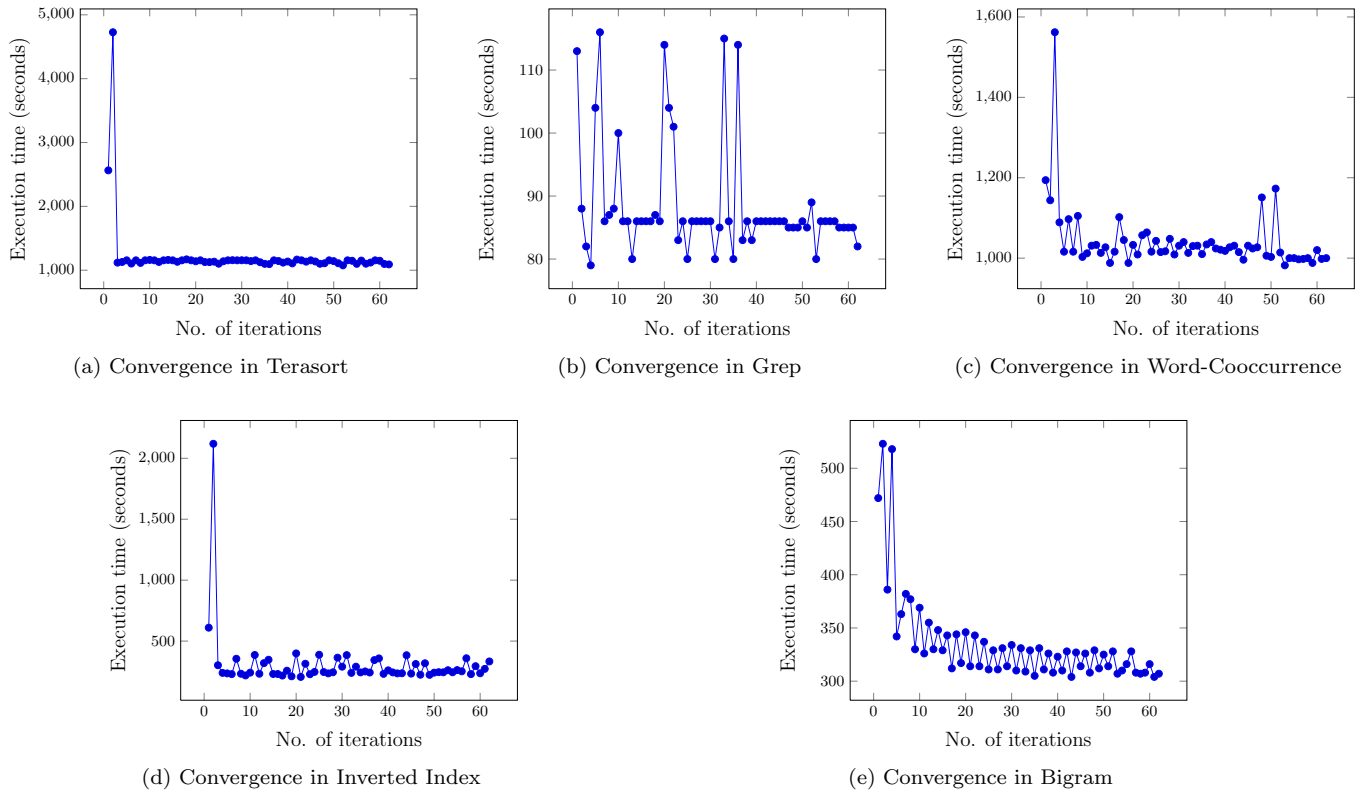 5,000
4,000
3,000
2,000
1,000
0 10 20 30 40 50 60
Execution time (seconds)
No. of iterations
(a) Convergence in Terasort
110
100
90
80
0 10 20 30 40 50 60
Execution time (seconds)
No. of iterations
(b) Convergence in Grep
1,600
1,400
1,200
1,000
0 10 20 30 40 50 60
Execution time (seconds)
No. of iterations
(c) Convergence in Word-Cooccurrence
2,000
1,500
1,000
500
0 10 20 30 40 50 60
Execution time (seconds)
No. of iterations
(d) Convergence in Inverted Index
500
450
400
350
300
0 10 20 30 40 50 60
Execution time (seconds)
No. of iterations
(e) Convergence in Bigram